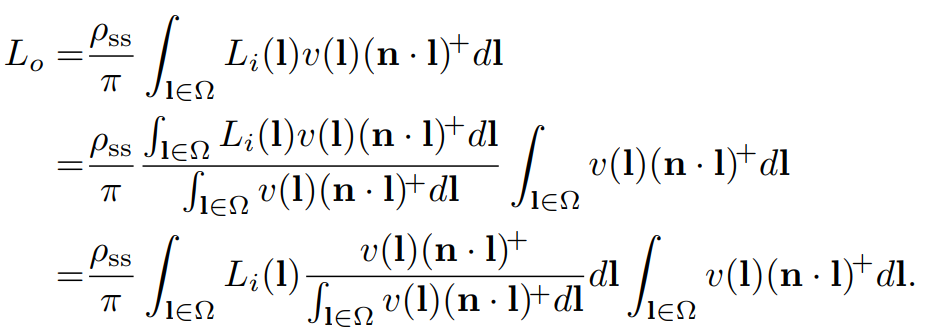 L_o = \frac{\rho_{ss}}{\pi} \int_{\mathbf{l} \in \Omega} L_i(\mathbf{l}) v(\mathbf{l}) (\mathbf{n} \cdot \mathbf{l})^+ d\mathbf{l}
= \frac{\rho_{ss}}{\pi} \frac{\int_{\mathbf{l} \in \Omega} L_i(\mathbf{l}) v(\mathbf{l}) (\mathbf{n} \cdot \mathbf{l})^+ d\mathbf{l}}{\int_{\mathbf{l} \in \Omega} v(\mathbf{l}) (\mathbf{n} \cdot \mathbf{l})^+ d\mathbf{l}} \int_{\mathbf{l} \in \Omega} v(\mathbf{l}) (\mathbf{n} \cdot \mathbf{l})^+ d\mathbf{l}
= \frac{\rho_{ss}}{\pi} \int_{\mathbf{l} \in \Omega} L_i(\mathbf{l}) \frac{v(\mathbf{l}) (\mathbf{n} \cdot \mathbf{l})^+}{\int_{\mathbf{l} \in \Omega} v(\mathbf{l}) (\mathbf{n} \cdot \mathbf{l})^+ d\mathbf{l}} d\mathbf{l} \int_{\mathbf{l} \in \Omega} v(\mathbf{l}) (\mathbf{n} \cdot \mathbf{l})^+ d\mathbf{l}.